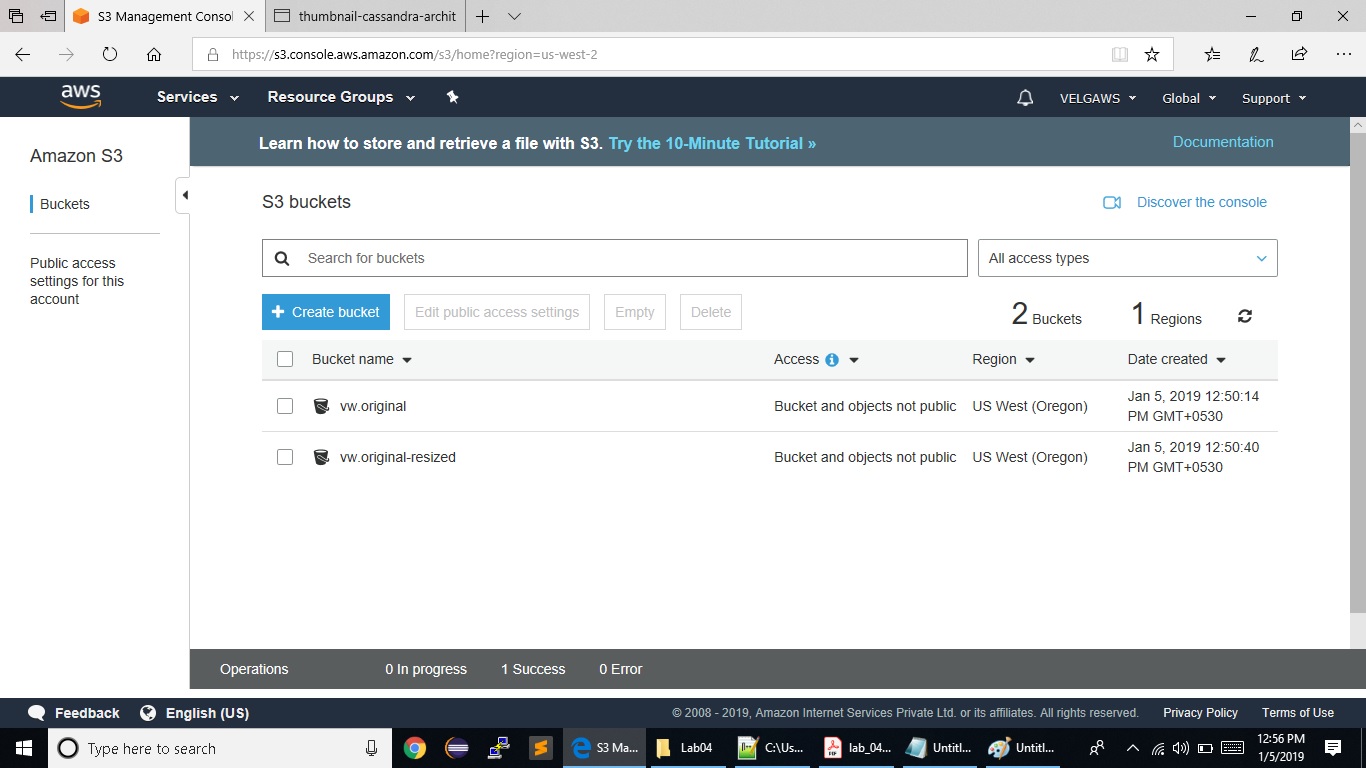 S3 Management Consol
thumbnail-cassandra-archit
https://s3.console.aws.amazon.com/s3/home?region=us-west-2
aws
Services
Resource Groups
VELGAWS
Global
Support
Amazon S3
Buckets
Public access
settings for this
account
Learn how to store and retrieve a file with S3. Try the 10-Minute Tutorial »
Documentation
S3 buckets
Discover the console
Search for buckets
All access types
+ Create bucket
Edit public access settings
Empty
Delete
2 Buckets
1 Regions
Bucket name
Access
Region
Date created
vw.original
Bucket and objects not public
US West (Oregon)
Jan 5, 2019 12:50:14
PM GMT+0530
vw.original-resized
Bucket and objects not public
US West (Oregon)
Jan 5, 2019 12:50:40
PM GMT+0530
Operations
0 In progress
1 Success
0 Error
Feedback
English (US)
© 2008 - 2019, Amazon Internet Services Private Ltd. or its affiliates. All rights reserved.
Privacy Policy
Terms of Use
Type here to search
S3 Ma...
Lab04
C:\Us...
lab_04...
Untitl...
Untitl...
12:56 PM
1/5/2019